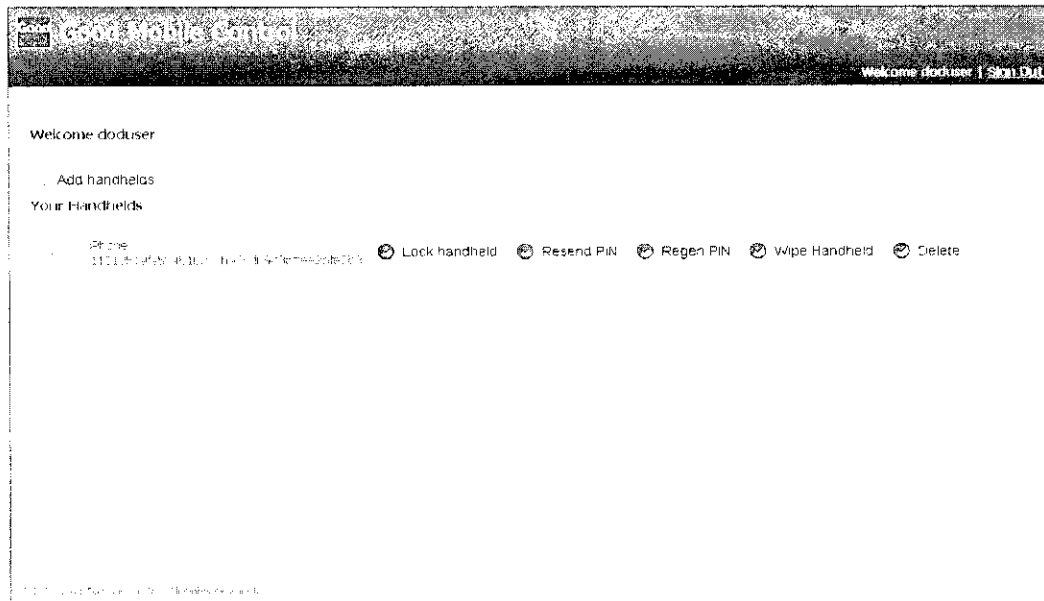 Good Mobile Control
Welcome doduser | Sign Out
Welcome doduser
Add handhelds
Your Handhelds
Phone
Lock handheld Resend PIN Regen PIN Wipe Handheld Delete